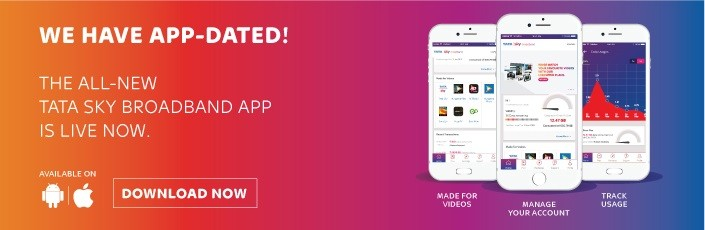 WE HAVE APP-DATED!
THE ALL-NEW
TATA SKY BROADBAND APP
IS LIVE NOW.
AVAILABLE ON
DOWNLOAD NOW
MADE FOR
VIDEOS
MANAGE
YOUR ACCOUNT
TRACK
USAGE